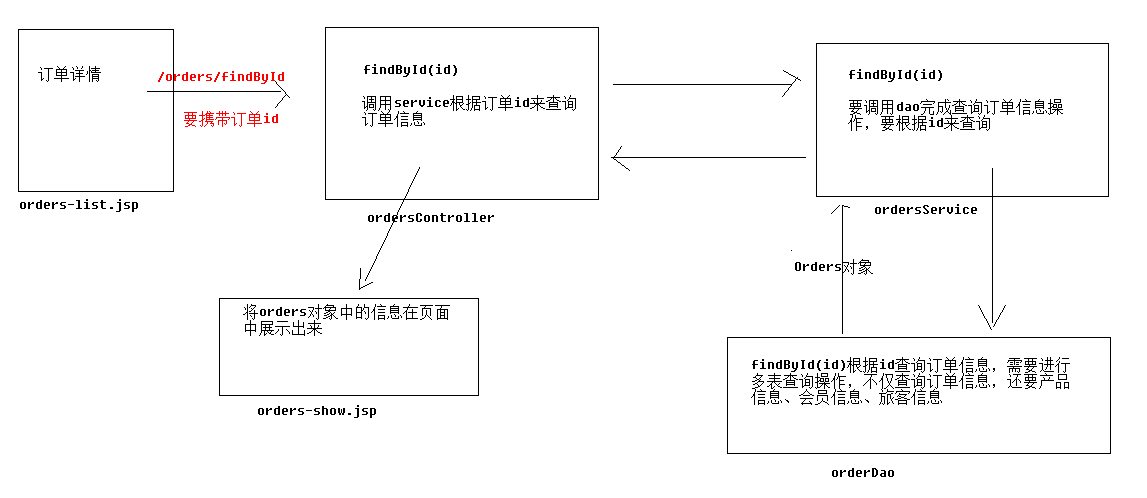 订单详情
/orders/findById
要携带订单id
orders-list.jsp
findById(id)
调用service根据订单id来查询
订单信息
ordersController
findById(id)
要调用dao完成查询订单信息操
作，要根据id来查询
ordersService
Orders对象
将orders对象中的信息在页面
中展示出来
orders-show.jsp
findById(id)根据id查询订单信息，需要进行
多表查询操作，不仅查询订单信息，还要产品
信息、会员信息、旅客信息
orderDao